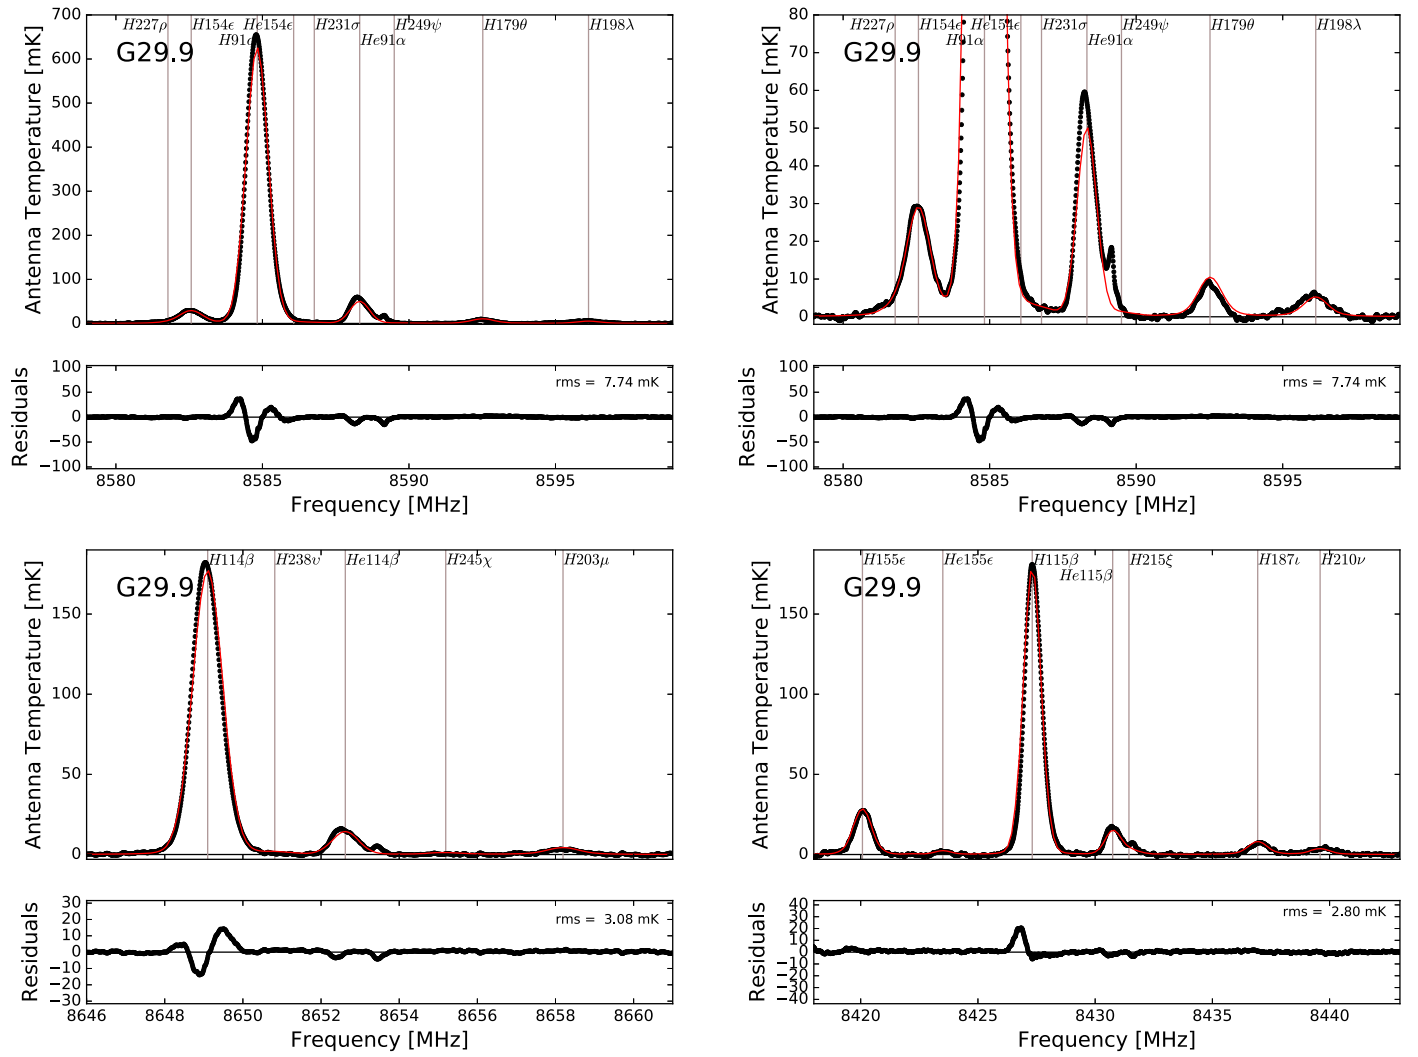 H227ρ H154ϵ He154ϵ H231σ H249ψ H179θ H198λ
H91α He91α
G29.9
Antenna Temperature [mK]
700
600
500
400
300
200
100
0
Residuals
100
50
0
−50
−100
rms = 7.74 mK
8580 8585 8590 8595
Frequency [MHz]
H227ρ H154ϵ He154ϵ H231σ H249ψ H179θ H198λ
H91α He91α
G29.9
Antenna Temperature [mK]
80
70
60
50
40
30
20
10
0
Residuals
100
50
0
−50
−100
rms = 7.74 mK
8580 8585 8590 8595
Frequency [MHz]
H114β H238υ He114β H245χ H203μ
G29.9
Antenna Temperature [mK]
150
100
50
0
Residuals
30
20
10
0
−10
−20
−30
rms = 3.08 mK
8646 8648 8650 8652 8654 8656 8658 8660
Frequency [MHz]
H155ϵ He155ϵ H115β H215ξ H187ι H210ν
He115β
G29.9
Antenna Temperature [mK]
150
100
50
0
Residuals
40
30
20
10
0
−10
−20
−30
−40
rms = 2.80 mK
8420 8425 8430 8435 8440
Frequency [MHz]